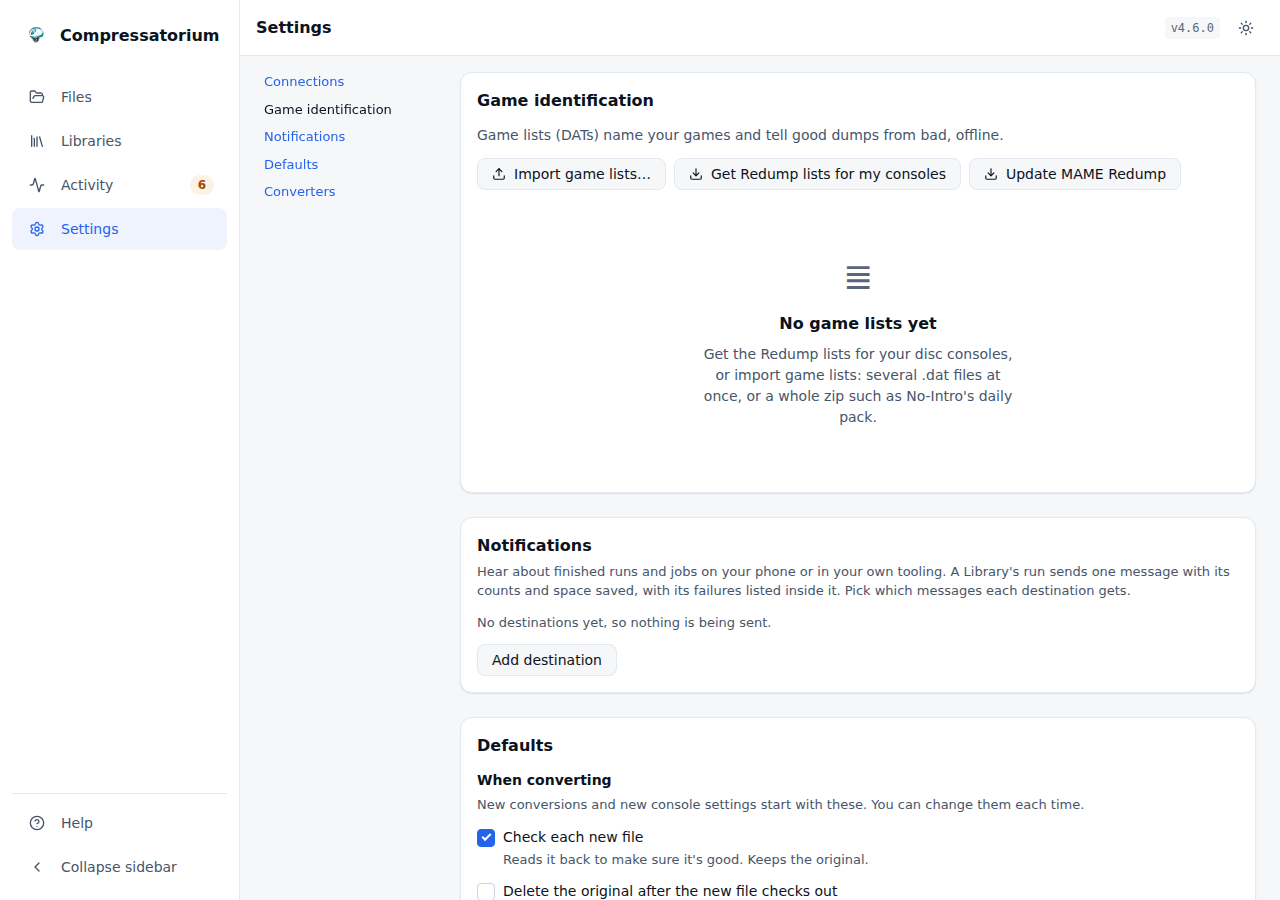 Compressatorium
Files
Libraries
Activity 6
Settings
Help
Collapse sidebar
Settings
v4.6.0
Connections
Game identification
Notifications
Defaults
Converters
Game identification
Game lists (DATs) name your games and tell good dumps from bad, offline.
Import game lists… Get Redump lists for my consoles Update MAME Redump
No game lists yet
Get the Redump lists for your disc consoles,
or import game lists: several .dat files at
once, or a whole zip such as No-Intro's daily
pack.
Notifications
Hear about finished runs and jobs on your phone or in your own tooling. A Library's run sends one message with its
counts and space saved, with its failures listed inside it. Pick which messages each destination gets.
No destinations yet, so nothing is being sent.
Add destination
Defaults
When converting
New conversions and new console settings start with these. You can change them each time.
Check each new file
Reads it back to make sure it's good. Keeps the original.
Delete the original after the new file checks out